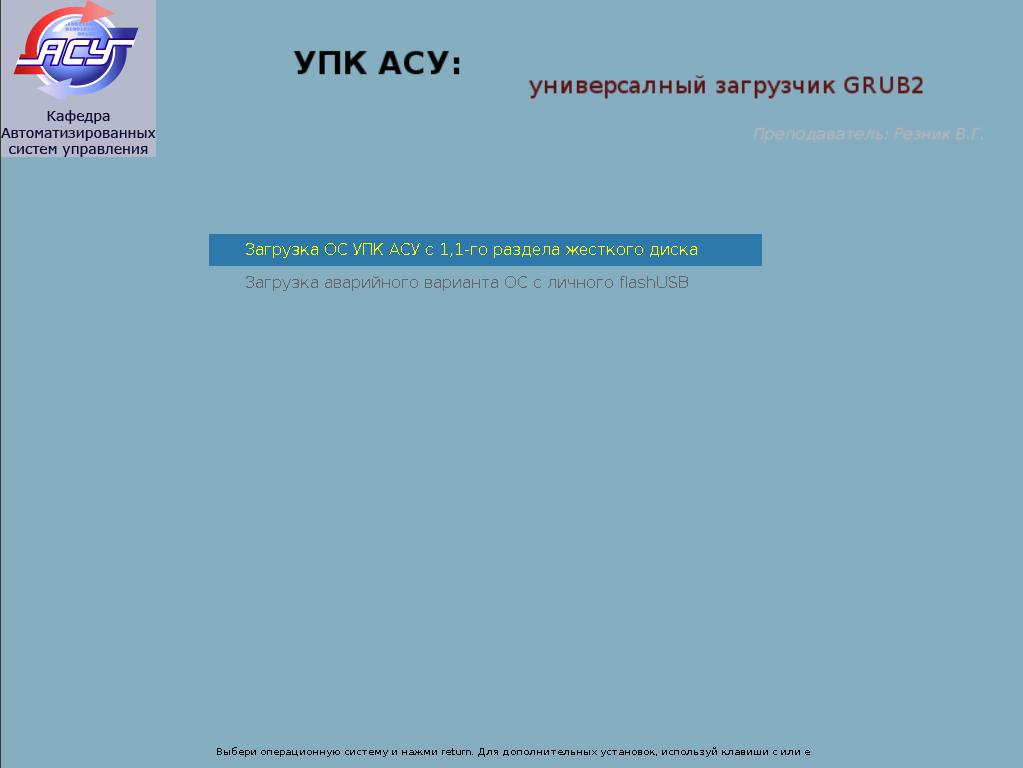 АСУ
Кафедра
Автоматизированных
систем управления
УПК АСУ:
универсалный загрузчик GRUB2
Преподаватель: Резник В.Г.
Загрузка ОС УПК АСУ с 1,1-го раздела жесткого диска
Загрузка аварийного варианта ОС с личного flashUSB
Выбери операционную систему и нажми return. Для дополнительных установок, используй клавиши c или e